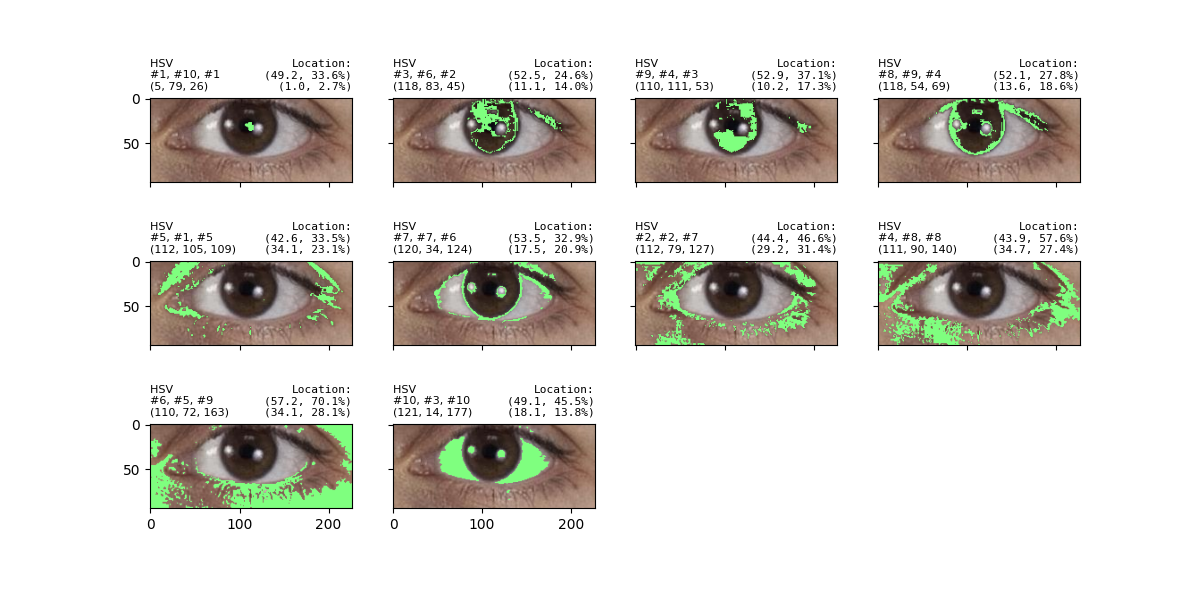 HSV Location:
#1, #10, #1 (49.2, 33.6%)
(5, 79, 26) (1.0, 2.7%)
HSV Location:
#3, #6, #2 (52.5, 24.6%)
(118, 83, 45) (11.1, 14.0%)
HSV Location:
#9, #4, #3 (52.9, 37.1%)
(110, 111, 53) (10.2, 17.3%)
HSV Location:
#8, #9, #4 (52.1, 27.8%)
(118, 54, 69) (13.6, 18.6%)
0
50
HSV Location:
#5, #1, #5 (42.6, 33.5%)
(112, 105, 109) (34.1, 23.1%)
HSV Location:
#7, #7, #6 (53.5, 32.9%)
(120, 34, 124) (17.5, 20.9%)
HSV Location:
#2, #2, #7 (44.4, 46.6%)
(112, 79, 127) (29.2, 31.4%)
HSV Location:
#4, #8, #8 (43.9, 57.6%)
(111, 90, 140) (34.7, 27.4%)
0
50
HSV Location:
#6, #5, #9 (57.2, 70.1%)
(110, 72, 163) (34.1, 28.1%)
HSV Location:
#10, #3, #10 (49.1, 45.5%)
(121, 14, 177) (18.1, 13.8%)
0
50
0 100 200
0 100 200